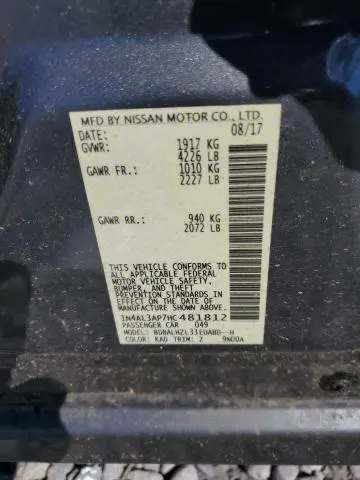 MFD BY NISSAN MOTOR CO., LTD.
DATE: 08/17
GVWR: 1917 KG
4226 LB
GAWR FR.: 1010 KG
2227 LB
GAWR RR.: 940 KG
2072 LB
THIS VEHICLE CONFORMS TO
ALL APPLICABLE FEDERAL
MOTOR VEHICLE SAFETY,
BUMPER, AND THEFT
PREVENTION STANDARDS IN
EFFECT ON THE DATE OF
MANUFACTURE SHOWN ABOVE.
1N4AL3AP7HC481812
PASSENGER CAR 049
MODEL: BDBALHZL33EUABD--H
COLOR: KAD TRIM: Z 9N00A